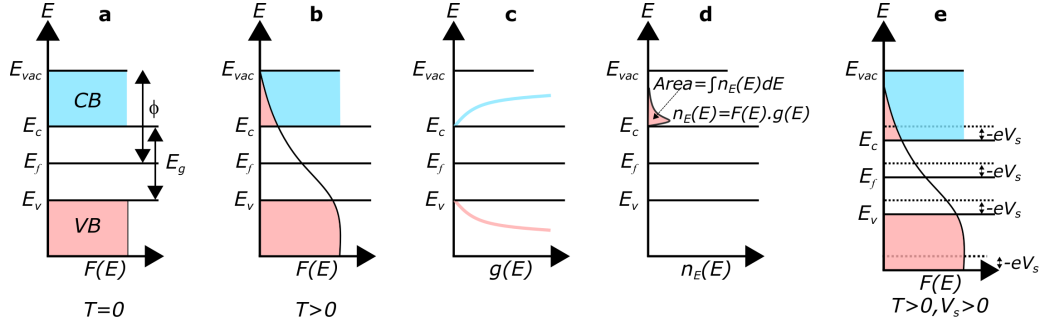 E a
E_vac
CB
E_c
ϕ
E_f
E_g
E_v
VB
F(E)
T=0
E b
E_vac
E_c
E_f
E_v
F(E)
T>0
E c
E_vac
E_c
E_f
E_v
g(E)
E d
E_vac
Area=∫n_E(E)dE
n_E(E)=F(E).g(E)
E_c
E_f
E_v
n_E(E)
E e
E_vac
E_c
-eV_s
E_f
-eV_s
E_v
-eV_s
-eV_s
F(E)
T>0,V_s>0